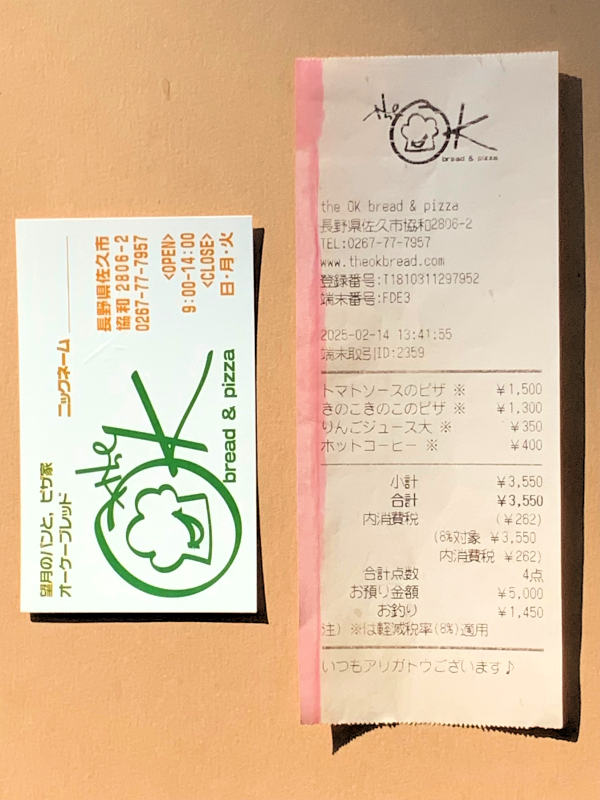 望月のパンと、ピザ家
オーケーブレッド
ニックネーム
the OK
bread & pizza
長野県佐久市
協和 2806-2
0267-77-7957
<OPEN>
9:00-14:00
<CLOSE>
日・月・火
the OK
bread & pizza
the OK bread & pizza
長野県佐久市協和2806-2
TEL:0267-77-7957
www.theokbread.com
登録番号:T1810311297952
端末番号:FDE3
2025-02-14 13:41:55
端末取引ID:2359
トマトソースのピザ ※ ¥1,500
きのこきのこのピザ ※ ¥1,300
りんごジュース大 ※ ¥350
ホットコーヒー ※ ¥400
小計 ¥3,550
合計 ¥3,550
内消費税 (¥262)
(8%対象 ¥3,550
内消費税 ¥262)
合計点数 4点
お預り金額 ¥5,000
お釣り ¥1,450
注) ※は軽減税率(8%)適用
いつもアリガトウございます♪